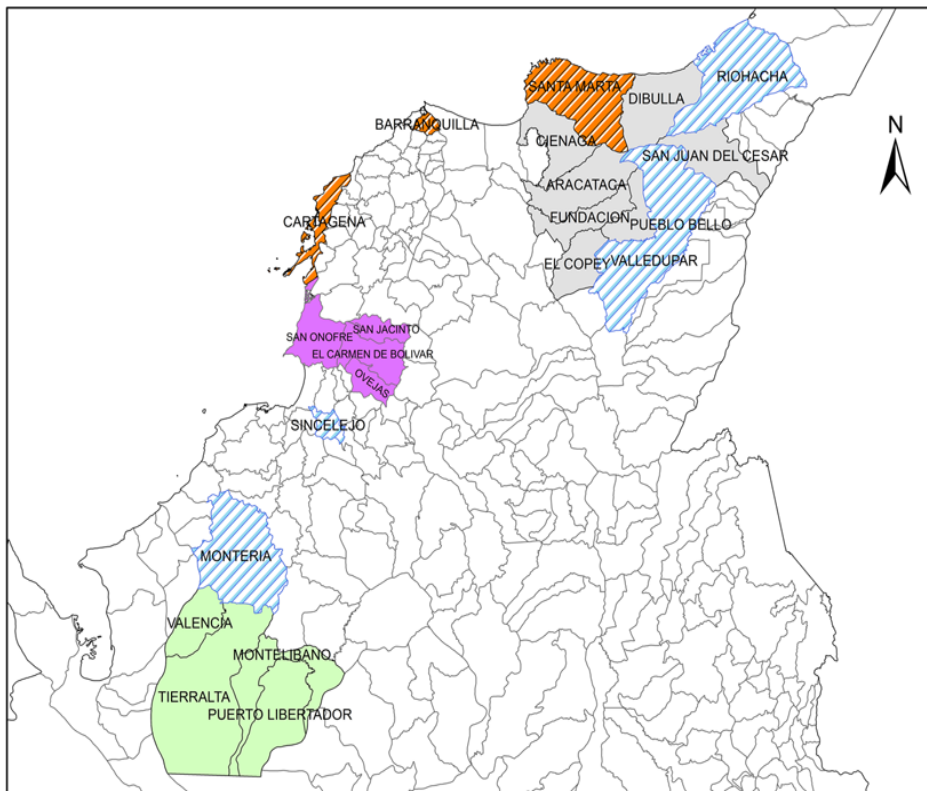 RIOHACHA
SANTA MARTA
DIBULLA
BARRANQUILLA
N
CIENAGA
SAN JUAN DEL CESAR
ARACATACA
CARTAGENA
FUNDACION
PUEBLO BELLO
EL COPEY
VALLEDUPAR
SAN JACINTO
SAN ONOFRE
EL CARMEN DE BOLIVAR
OVEJAS
SINCELEJO
MONTERIA
VALENCIA
MONTELIBANO
TIERRALTA
PUERTO LIBERTADOR